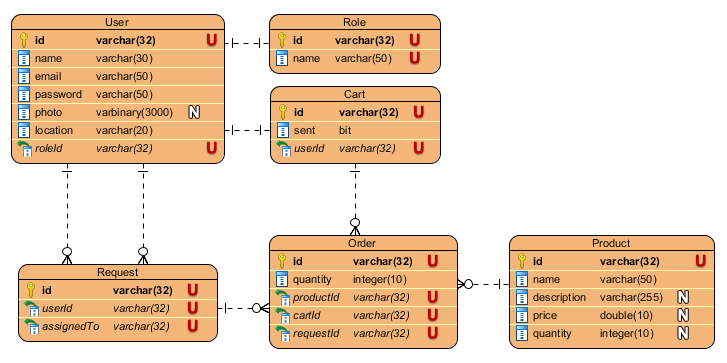 User
id varchar(32) U
name varchar(30)
email varchar(50)
password varchar(50)
photo varbinary(3000) N
location varchar(20)
roleId varchar(32) U
Role
id varchar(32) U
name varchar(50) U
Cart
id varchar(32) U
sent bit
userId varchar(32) U
Request
id varchar(32) U
userId varchar(32) U
assignedTo varchar(32) U
Order
id varchar(32) U
quantity integer(10)
productId varchar(32) U
cartId varchar(32) U
requestId varchar(32) U
Product
id varchar(32) U
name varchar(50)
description varchar(255) N
price double(10) N
quantity integer(10) N